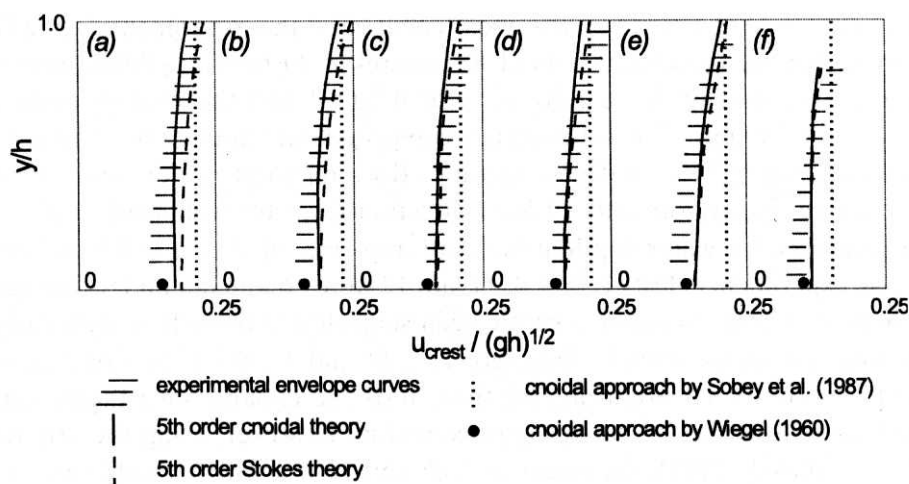 1.0
(a) (b) (c) (d) (e) (f)
y/h
0 0 0 0 0 0
0.25 0.25 0.25 0.25 0.25 0.25
u_crest / (gh)^1/2
experimental envelope curves
5th order cnoidal theory
5th order Stokes theory
cnoidal approach by Sobey et al. (1987)
cnoidal approach by Wiegel (1960)